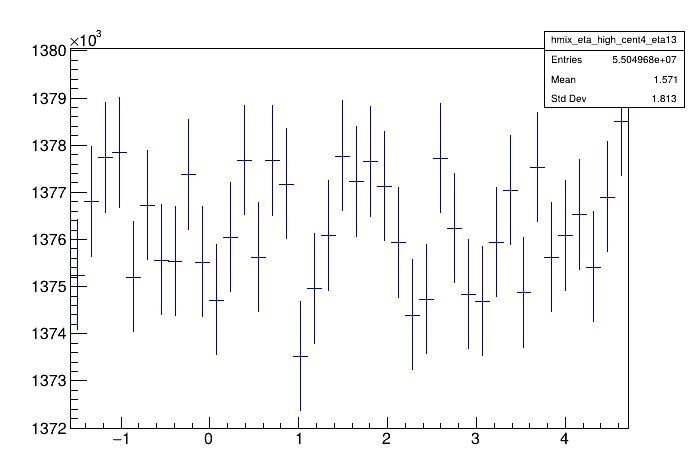 ×10³
hmix_eta_high_cent4_eta13
Entries 5.504968e+07
Mean 1.571
Std Dev 1.813
1380
1379
1378
1377
1376
1375
1374
1373
1372
−1 0 1 2 3 4